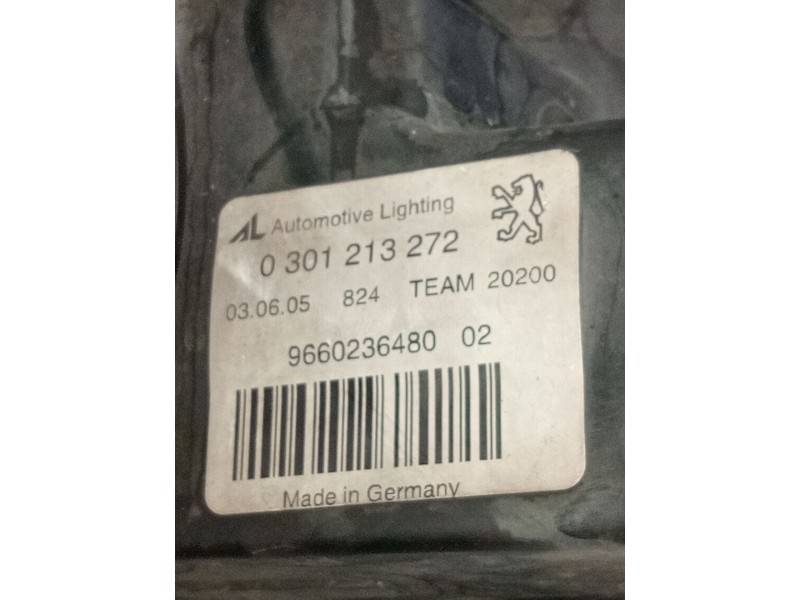 AL Automotive Lighting
0 301 213 272
03.06.05 824 TEAM 20200
9660236480 02
Made in Germany